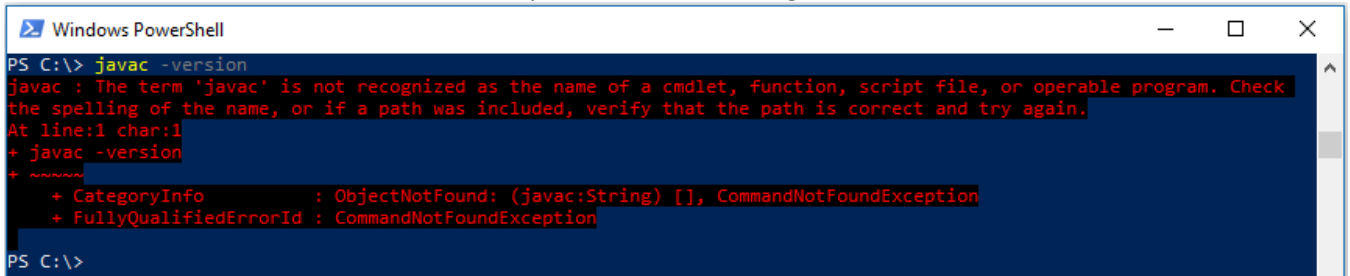 Windows PowerShell
PS C:\> javac -version
javac : The term 'javac' is not recognized as the name of a cmdlet, function, script file, or operable program. Check
the spelling of the name, or if a path was included, verify that the path is correct and try again.
At line:1 char:1
+ javac -version
+ ~~~~~
    + CategoryInfo          : ObjectNotFound: (javac:String) [], CommandNotFoundException
    + FullyQualifiedErrorId : CommandNotFoundException
PS C:\>